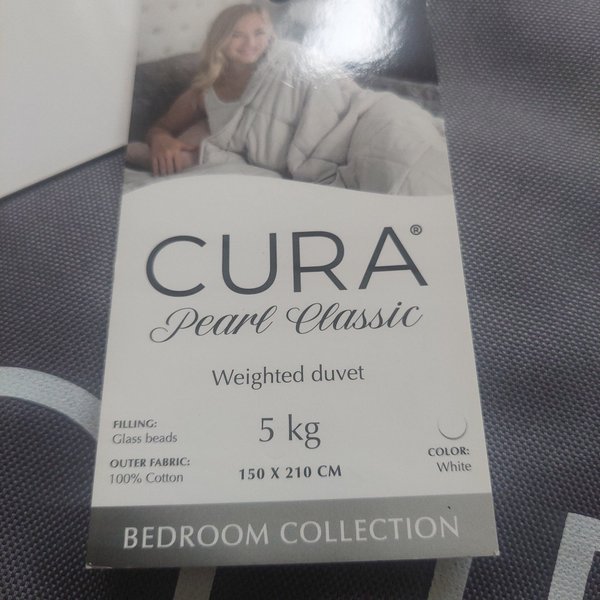 CURA®
Pearl Classic
Weighted duvet
FILLING:
Glass beads
5 kg
OUTER FABRIC:
100% Cotton
150 X 210 CM
COLOR:
White
BEDROOM COLLECTION